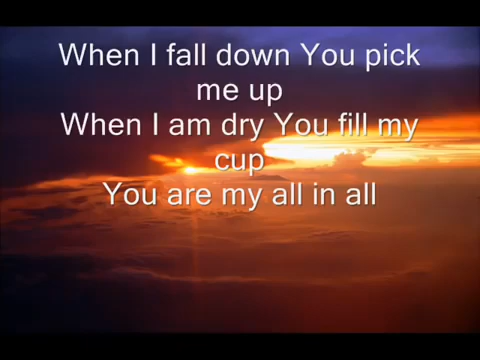 When I fall down You pick
me up
When I am dry You fill my
cup
You are my all in all